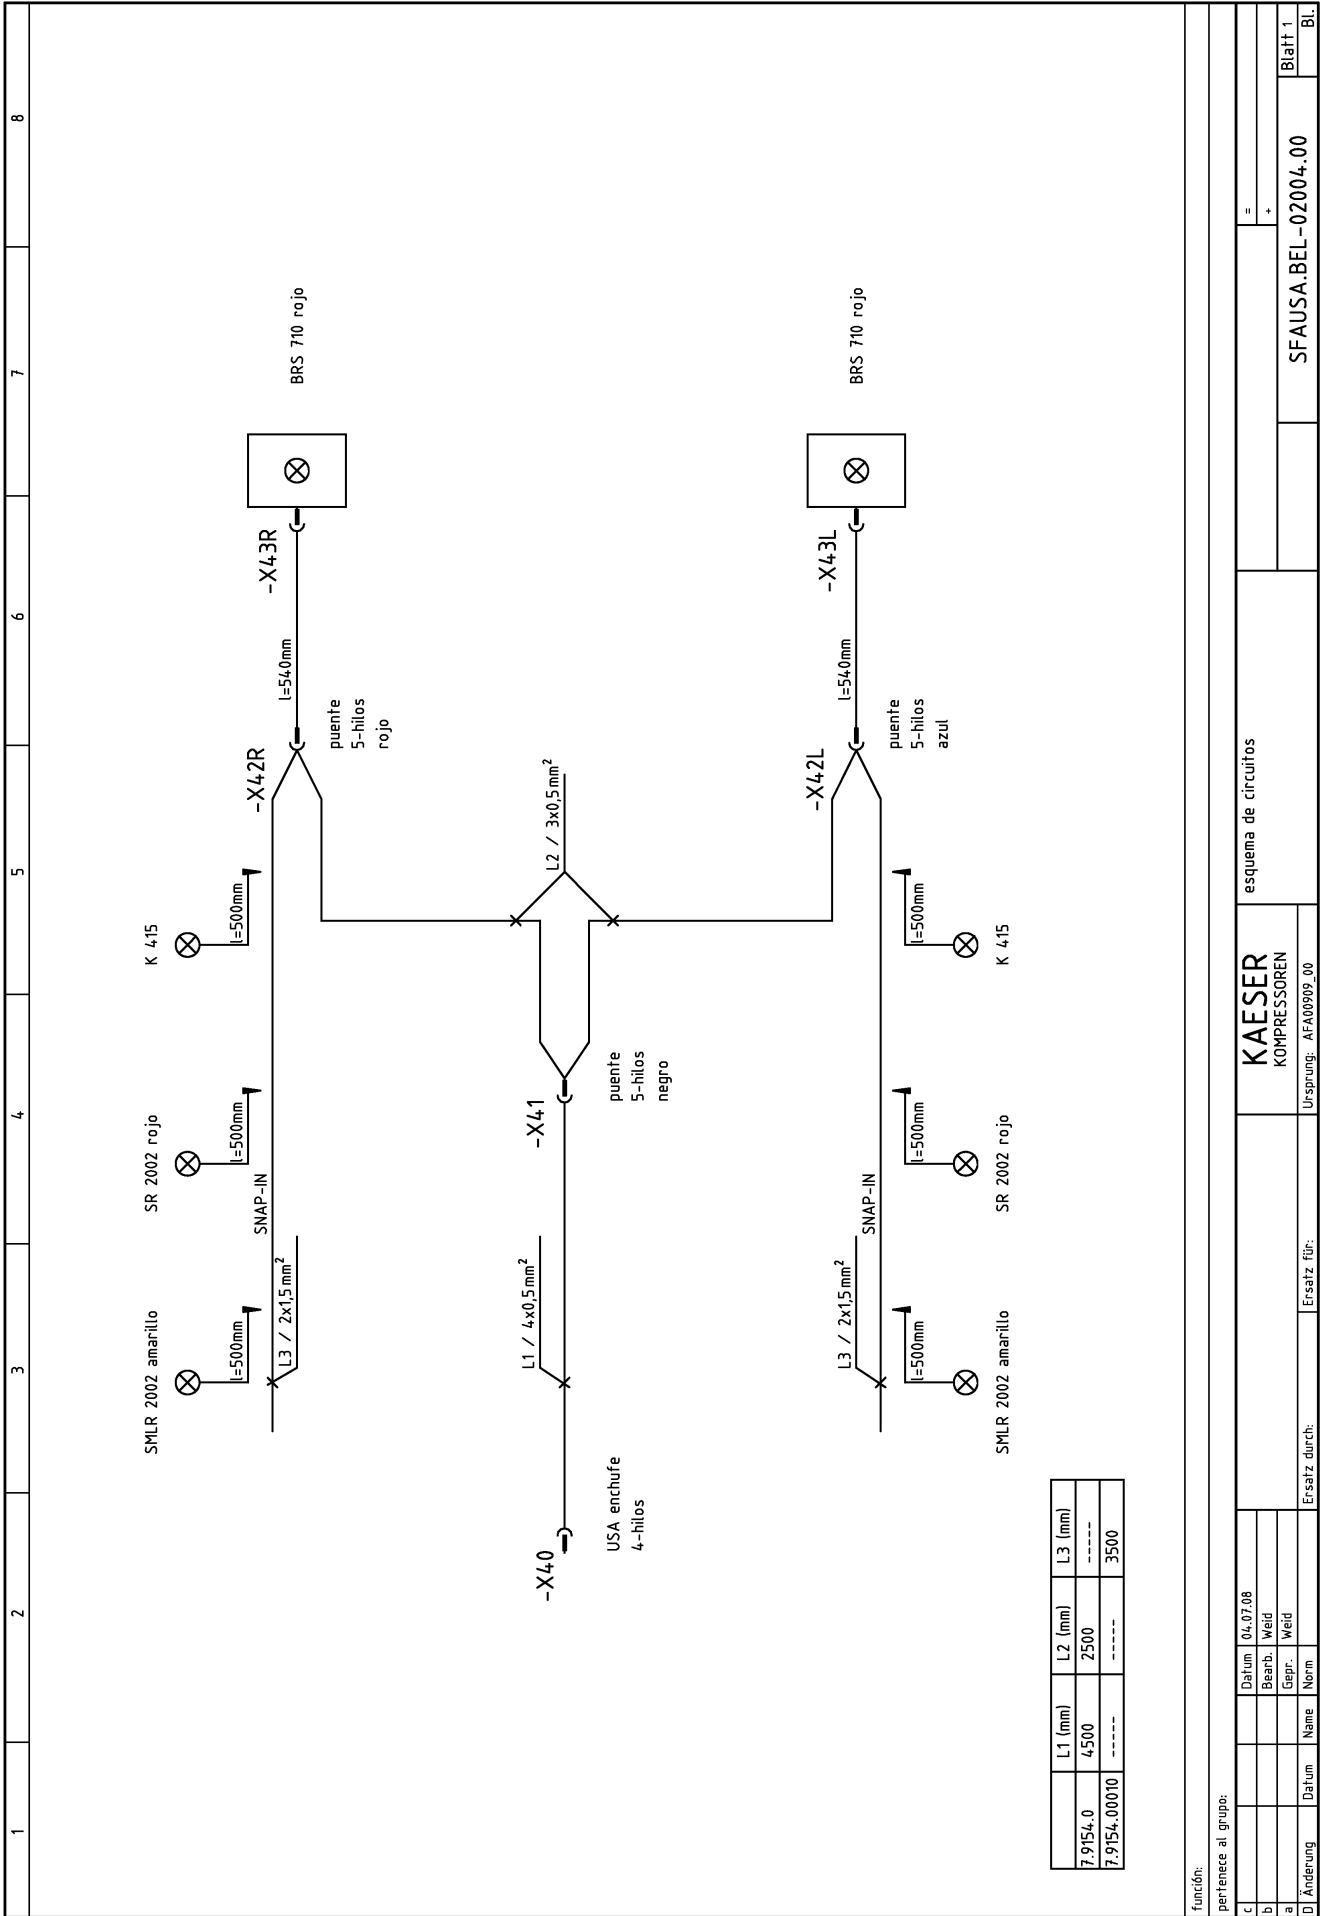 1
2
3
4
5
6
7
8
SMLR 2002 amarillo
SR 2002 rojo
K 415
l=500mm
l=500mm
l=500mm
SNAP-IN
L3 / 2x1,5mm²
-X42R
l=540mm
-X43R
BRS 710 rojo
puente
5-hilos
rojo
-X40
USA enchufe
4-hilos
L1 / 4x0,5mm²
-X41
puente
5-hilos
negro
L2 / 3x0,5mm²
-X42L
l=540mm
-X43L
BRS 710 rojo
puente
5-hilos
azul
L3 / 2x1,5mm²
SNAP-IN
l=500mm
l=500mm
l=500mm
SMLR 2002 amarillo
SR 2002 rojo
K 415
L1 (mm) L2 (mm) L3 (mm)
7.9154.0 4500 2500 -----
7.9154.00010 ----- ----- 3500
función:
pertenece al grupo:
c Datum 04.07.08
b Bearb. Weid
a Gepr. Weid
D Änderung Datum Name Norm
Ersatz durch:
Ersatz für:
KAESER
KOMPRESSOREN
Ursprung: AFA00909_00
esquema de circuitos
=
+
SFAUSA.BEL-02004.00
Blatt 1
Bl.